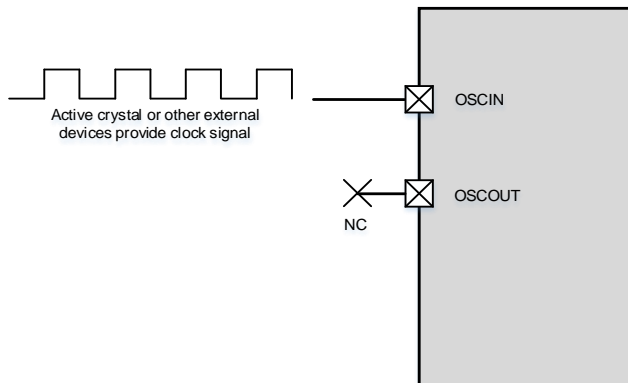 Active crystal or other external
devices provide clock signal
OSCIN
OSCOUT
NC